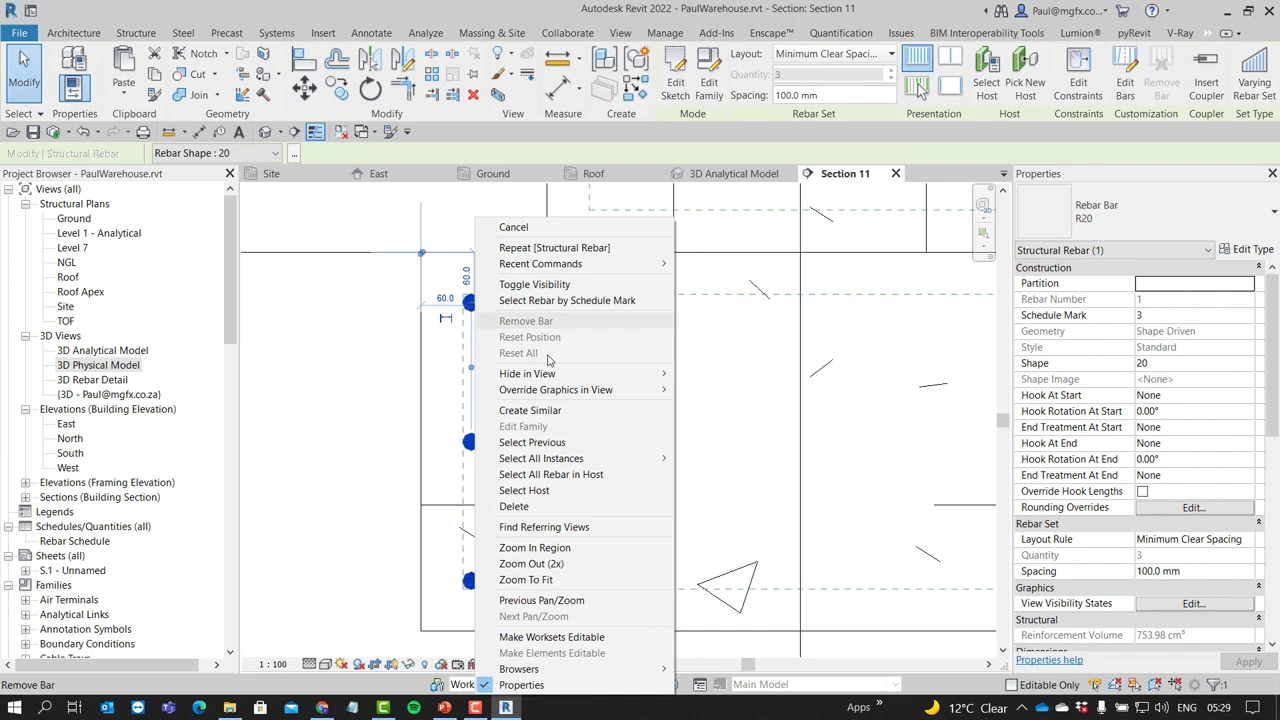 Autodesk Revit 2022 - PaulWarehouse.rvt - Section: Section 11
Paul@mgfx.co...
File Architecture Structure Steel Precast Systems Insert Annotate Analyze Massing & Site Collaborate View Manage Add-Ins Enscape™ Quantification Issues BIM Interoperability Tools Lumion® pyRevit V-Ray
Modify
Properties
Paste
Notch
Cut
Join
Edit Sketch
Edit Family
Layout: Minimum Clear Spaci...
Quantity: 3
Spacing: 100.0 mm
Select Host
Pick New Host
Edit Constraints
Edit Bars
Remove Bar
Insert Coupler
Varying Rebar Set
Select Properties Clipboard Geometry Modify View Measure Create Mode Rebar Set Presentation Host Constraints Customization Coupler Set Type
Modify | Structural Rebar
Rebar Shape : 20
...
Project Browser - PaulWarehouse.rvt
Site East Ground Roof 3D Analytical Model Section 11
Views (all)
Structural Plans
Ground
Level 1 - Analytical
Level 7
NGL
Roof
Roof Apex
Site
TOF
3D Views
3D Analytical Model
3D Physical Model
3D Rebar Detail
{3D - Paul@mgfx.co.za}
Elevations (Building Elevation)
East
North
South
West
Elevations (Framing Elevation)
Sections (Building Section)
Legends
Schedules/Quantities (all)
Rebar Schedule
Sheets (all)
S.1 - Unnamed
Families
Air Terminals
Analytical Links
Annotation Symbols
Boundary Conditions
60.0
60.0
Cancel
Repeat [Structural Rebar]
Recent Commands
Toggle Visibility
Select Rebar by Schedule Mark
Remove Bar
Reset Position
Reset All
Hide in View
Override Graphics in View
Create Similar
Edit Family
Select Previous
Select All Instances
Select All Rebar in Host
Select Host
Delete
Find Referring Views
Zoom In Region
Zoom Out (2x)
Zoom To Fit
Previous Pan/Zoom
Next Pan/Zoom
Make Worksets Editable
Make Elements Editable
Browsers
Properties
Properties
Rebar Bar
R20
Structural Rebar (1)
Edit Type
Construction
Partition
Rebar Number 1
Schedule Mark 3
Geometry Shape Driven
Style Standard
Shape 20
Shape Image <None>
Hook At Start None
Hook Rotation At Start 0.00°
End Treatment At Start None
Hook At End None
Hook Rotation At End 0.00°
End Treatment At End None
Override Hook Lengths
Rounding Overrides Edit...
Rebar Set
Layout Rule Minimum Clear Spacing
Quantity 3
Spacing 100.0 mm
Graphics
View Visibility States Edit...
Structural
Reinforcement Volume 753.98 cm³
Properties help
Apply
1 : 100
Remove Bar
Work
Main Model
Editable Only
:1
Apps
12°C Clear
ENG
05:29